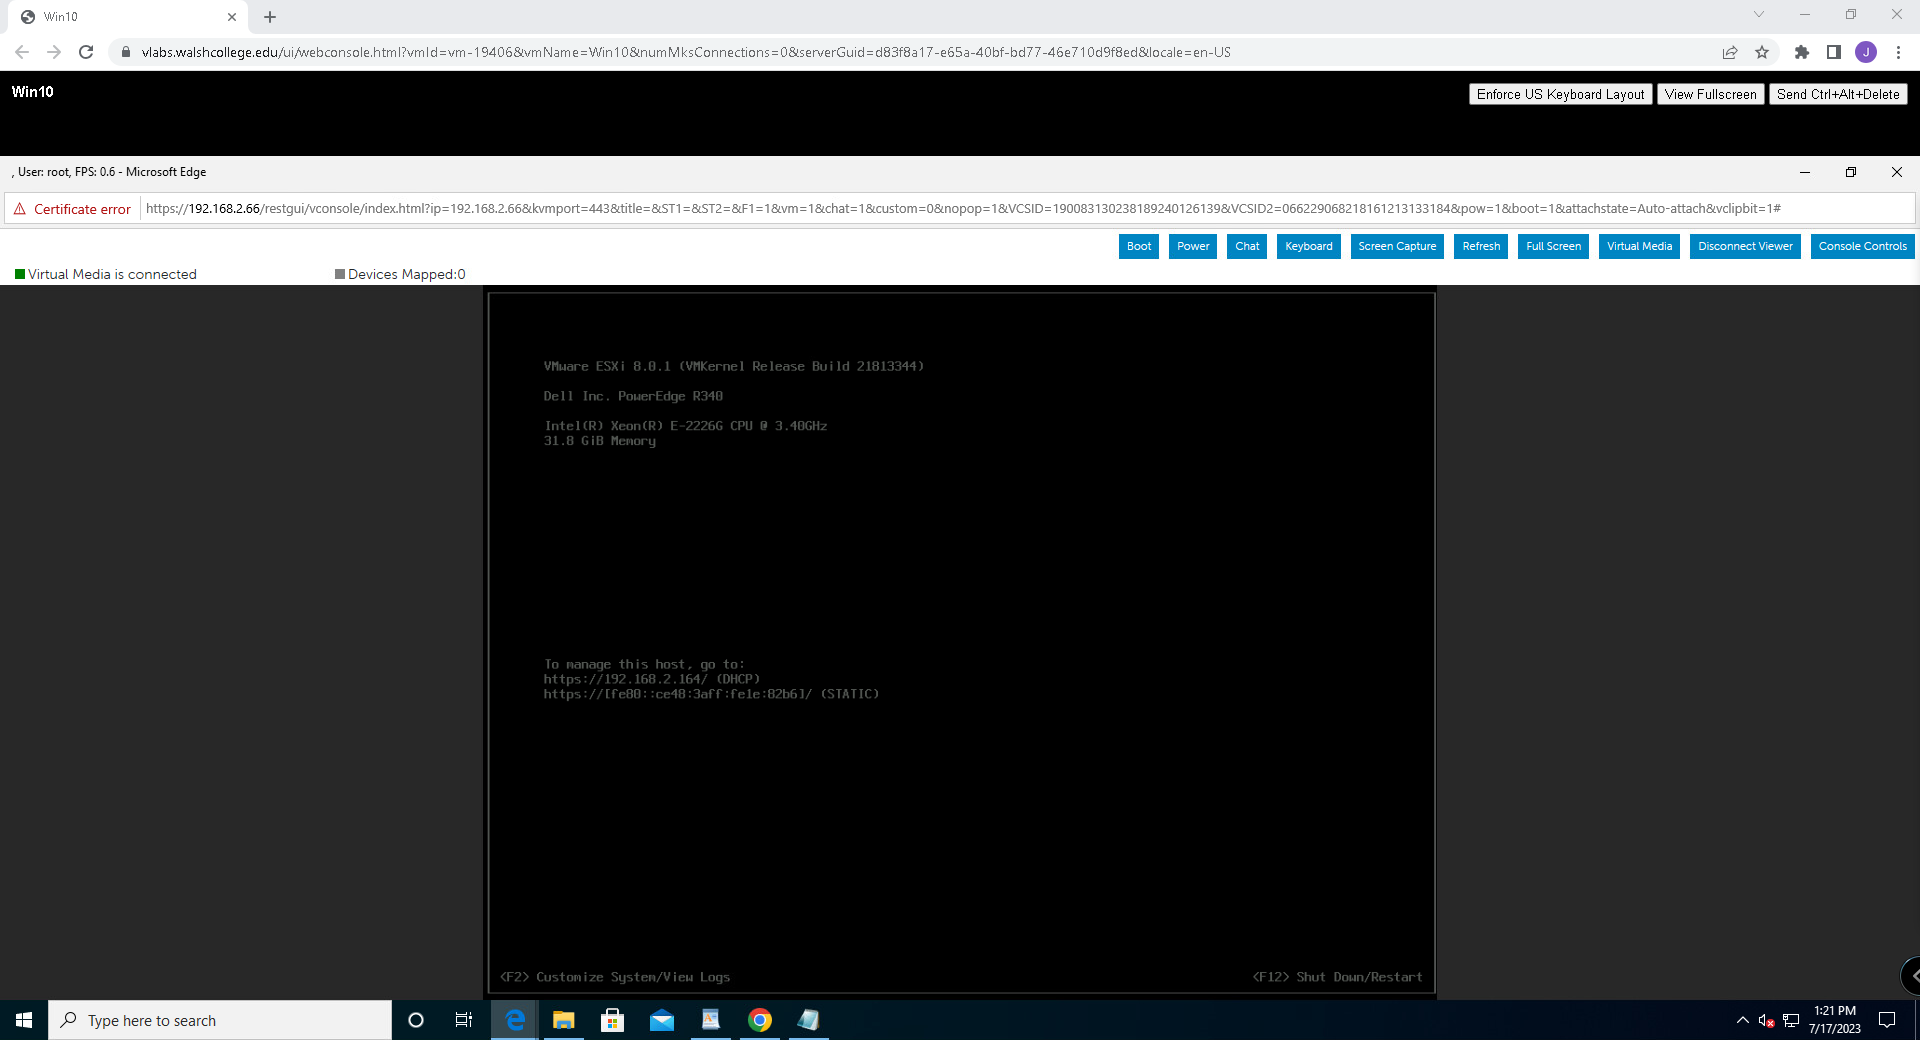 Win10
vlabs.walshcollege.edu/ui/webconsole.html?vmId=vm-19406&vmName=Win10&numMksConnections=0&serverGuid=d83f8a17-e65a-40bf-bd77-46e710d9f8ed&locale=en-US
J
Win10
Enforce US Keyboard Layout
View Fullscreen
Send Ctrl+Alt+Delete
, User: root, FPS: 0.6 - Microsoft Edge
Certificate error
https://192.168.2.66/restgui/vconsole/index.html?ip=192.168.2.66&kvmport=443&title=&ST1=&ST2=&F1=1&vm=1&chat=1&custom=0&nopop=1&VCSID=190083130238189240126139&VCSID2=066229068218161213133184&pow=1&boot=1&attachstate=Auto-attach&vclipbit=1#
Boot
Power
Chat
Keyboard
Screen Capture
Refresh
Full Screen
Virtual Media
Disconnect Viewer
Console Controls
Virtual Media is connected
Devices Mapped:0
VMware ESXi 8.0.1 (VMKernel Release Build 21813344)
Dell Inc. PowerEdge R340
Intel(R) Xeon(R) E-2226G CPU @ 3.40GHz
31.8 GiB Memory
To manage this host, go to:
https://192.168.2.164/ (DHCP)
https://[fe80::ce48:3aff:fe1e:82b6]/ (STATIC)
<F2> Customize System/View Logs
<F12> Shut Down/Restart
Type here to search
1:21 PM
7/17/2023